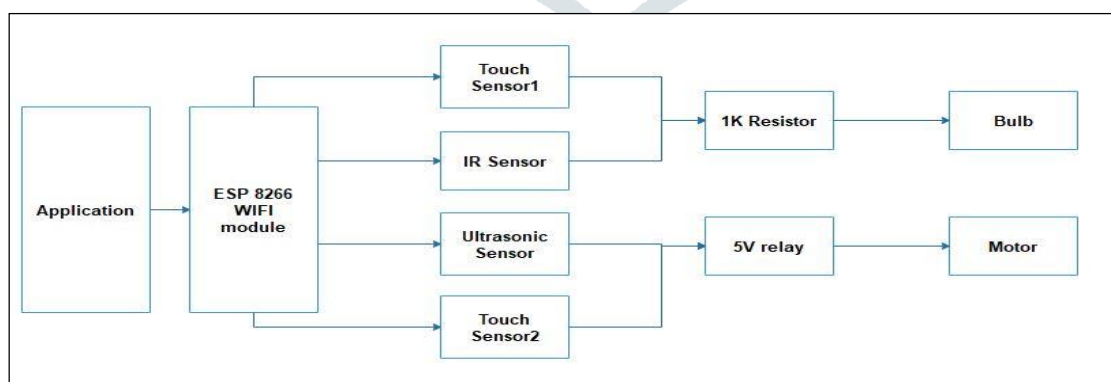 Application
ESP 8266
WIFI
module
Touch
Sensor1
IR Sensor
Ultrasonic
Sensor
Touch
Sensor2
1K Resistor
5V relay
Bulb
Motor